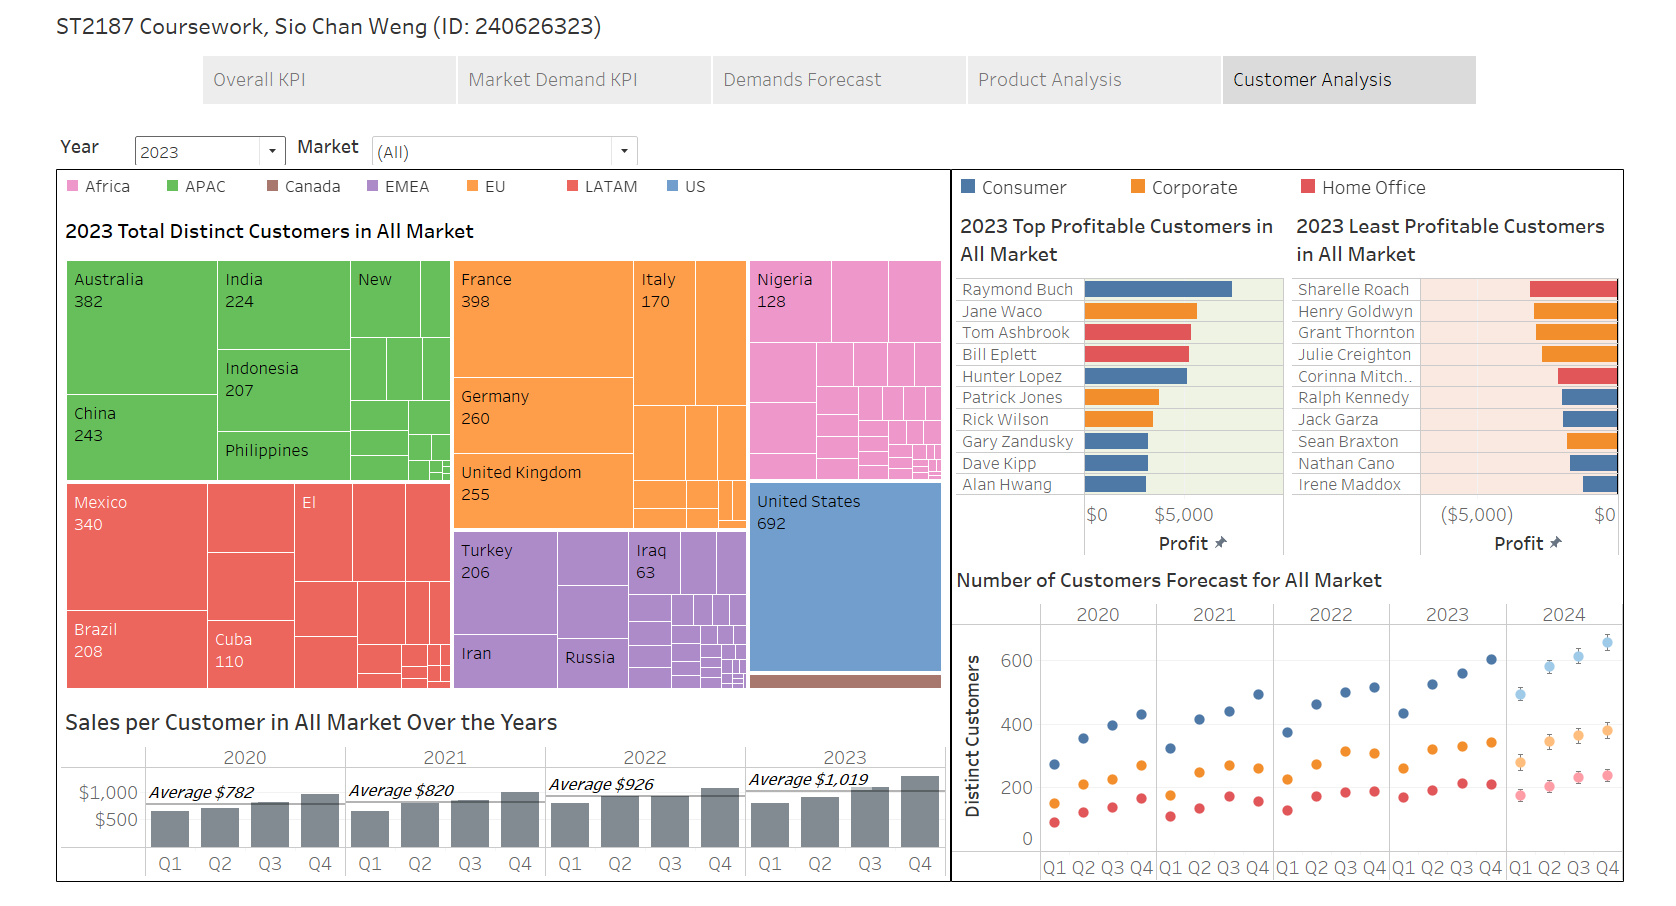 ST2187 Coursework, Sio Chan Weng (ID: 240626323)
Overall KPI
Market Demand KPI
Demands Forecast
Product Analysis
Customer Analysis
Year
2023
Market
(All)
Africa
APAC
Canada
EMEA
EU
LATAM
US
2023 Total Distinct Customers in All Market
Australia
382
India
224
New
Indonesia
207
China
243
Philippines
France
398
Italy
170
Germany
260
United Kingdom
255
Nigeria
128
Mexico
340
El
Brazil
208
Cuba
110
Turkey
206
Iraq
63
Iran
Russia
United States
692
Sales per Customer in All Market Over the Years
2020
2021
2022
2023
$1,000
$500
Average $782
Average $820
Average $926
Average $1,019
Q1 Q2 Q3 Q4 Q1 Q2 Q3 Q4 Q1 Q2 Q3 Q4 Q1 Q2 Q3 Q4
Consumer
Corporate
Home Office
2023 Top Profitable Customers in
All Market
Raymond Buch
Jane Waco
Tom Ashbrook
Bill Eplett
Hunter Lopez
Patrick Jones
Rick Wilson
Gary Zandusky
Dave Kipp
Alan Hwang
$0
$5,000
Profit
2023 Least Profitable Customers
in All Market
Sharelle Roach
Henry Goldwyn
Grant Thornton
Julie Creighton
Corinna Mitch..
Ralph Kennedy
Jack Garza
Sean Braxton
Nathan Cano
Irene Maddox
($5,000)
$0
Profit
Number of Customers Forecast for All Market
2020
2021
2022
2023
2024
Distinct Customers
600
400
200
0
Q1 Q2 Q3 Q4 Q1 Q2 Q3 Q4 Q1 Q2 Q3 Q4 Q1 Q2 Q3 Q4 Q1 Q2 Q3 Q4